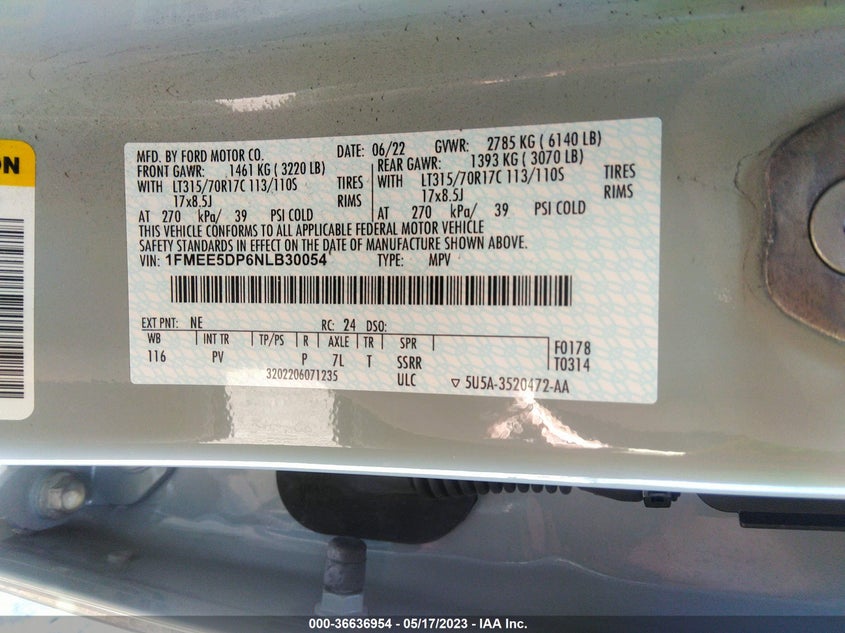 ON
MFD. BY FORD MOTOR CO. DATE: 06/22 GVWR: 2785 KG ( 6140 LB)
FRONT GAWR: 1461 KG ( 3220 LB) REAR GAWR: 1393 KG ( 3070 LB)
WITH LT315/70R17C 113/110S TIRES WITH LT315/70R17C 113/110S TIRES
17x8.5J RIMS 17x8.5J RIMS
AT 270 kPa/ 39 PSI COLD AT 270 kPa/ 39 PSI COLD
THIS VEHICLE CONFORMS TO ALL APPLICABLE FEDERAL MOTOR VEHICLE
SAFETY STANDARDS IN EFFECT ON THE DATE OF MANUFACTURE SHOWN ABOVE.
VIN: 1FMEE5DP6NLB30054 TYPE: MPV
EXT PNT: NE RC: 24 DSO:
WB INT TR TP/PS R AXLE TR SPR F0178
116 PV P 7L T SSRR T0314
3202206071235 ULC ▽ 5U5A-3520472-AA
000-36636954 - 05/17/2023 - IAA Inc.